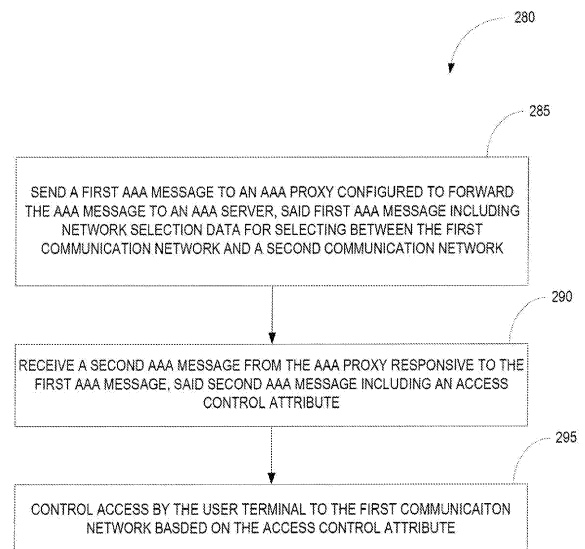 280
285
SEND A FIRST AAA MESSAGE TO AN AAA PROXY CONFIGURED TO FORWARD
THE AAA MESSAGE TO AN AAA SERVER, SAID FIRST AAA MESSAGE INCLUDING
NETWORK SELECTION DATA FOR SELECTING BETWEEN THE FIRST
COMMUNICATION NETWORK AND A SECOND COMMUNICATION NETWORK
290
RECEIVE A SECOND AAA MESSAGE FROM THE AAA PROXY RESPONSIVE TO THE
FIRST AAA MESSAGE, SAID SECOND AAA MESSAGE INCLUDING AN ACCESS
CONTROL ATTRIBUTE
295
CONTROL ACCESS BY THE USER TERMINAL TO THE FIRST COMMUNICAITON
NETWORK BASDED ON THE ACCESS CONTROL ATTRIBUTE